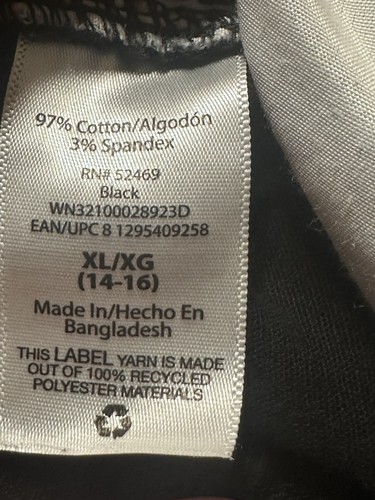 97% Cotton/Algodón
3% Spandex
RN# 52469
Black
WN32100028923D
EAN/UPC 8 1295409258
XL/XG
(14-16)
Made In/Hecho En
Bangladesh
THIS LABEL YARN IS MADE
OUT OF 100% RECYCLED
POLYESTER MATERIALS